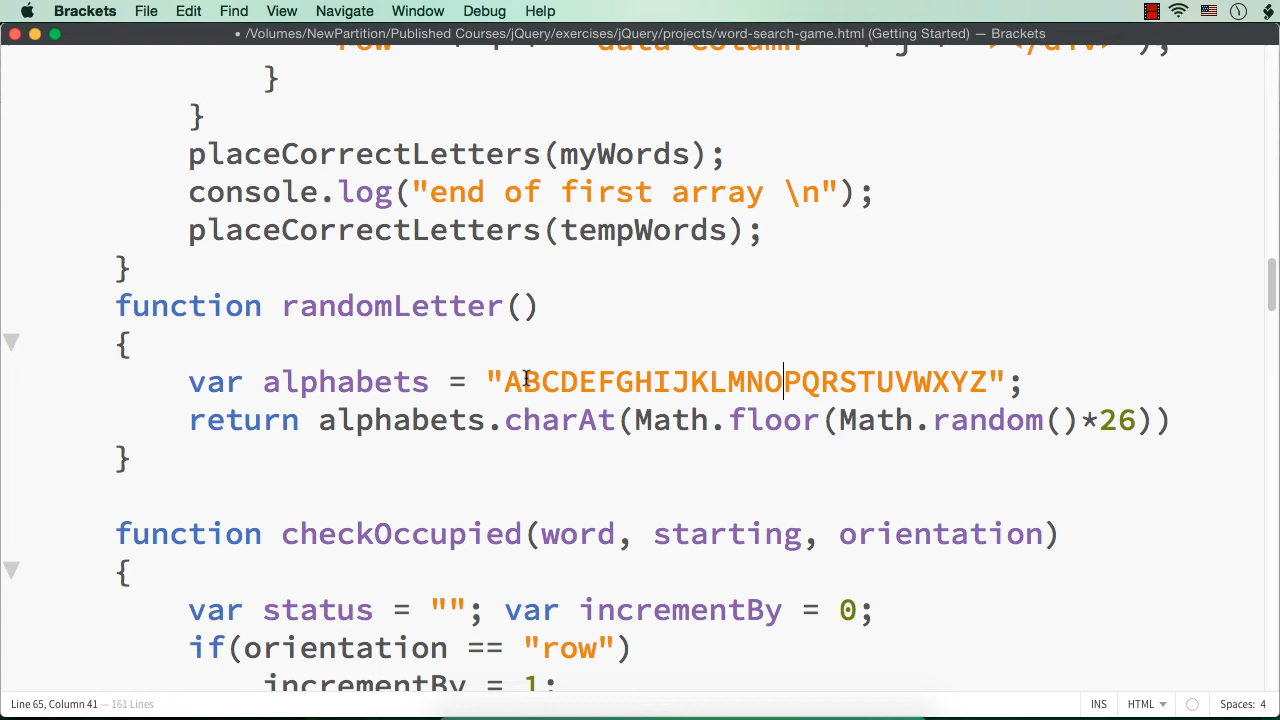 Brackets File Edit Find View Navigate Window Debug Help
• /Volumes/NewPartition/Published Courses/jQuery/exercises/jQuery/projects/word-search-game.html (Getting Started) — Brackets
}
}
placeCorrectLetters(myWords);
console.log("end of first array \n");
placeCorrectLetters(tempWords);
}
function randomLetter()
{
var alphabets = "ABCDEFGHIJKLMNOPQRSTUVWXYZ";
return alphabets.charAt(Math.floor(Math.random()*26))
}
function checkOccupied(word, starting, orientation)
{
var status = ""; var incrementBy = 0;
if(orientation == "row")
incrementBy = 1;
Line 65, Column 41 — 161 Lines INS HTML Spaces: 4